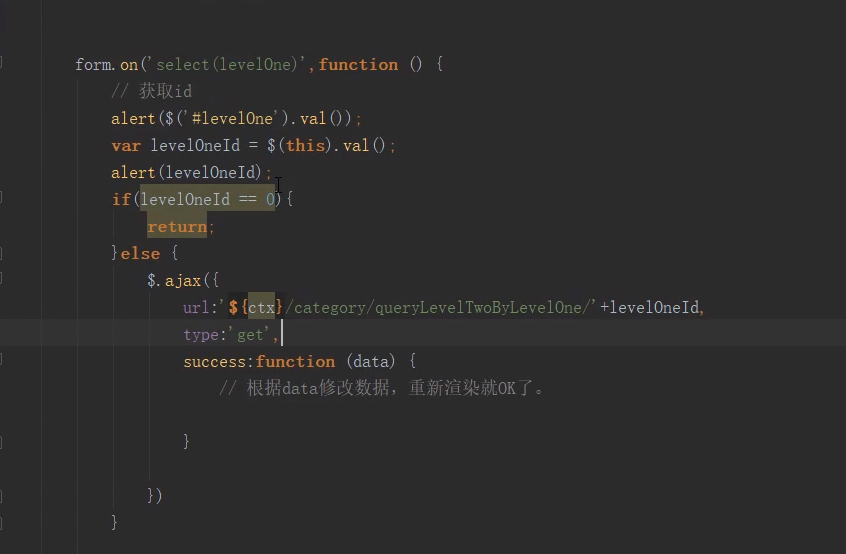 form.on('select(levelOne)',function () {
// 获取id
alert($('#levelOne').val());
var levelOneId = $(this).val();
alert(levelOneId);
if(levelOneId == 0){
return;
}else {
$.ajax({
url:'${ctx}/category/queryLevelTwoByLevelOne/'+levelOneId,
type:'get',
success:function (data) {
// 根据data修改数据，重新渲染就OK了。
}
})
}